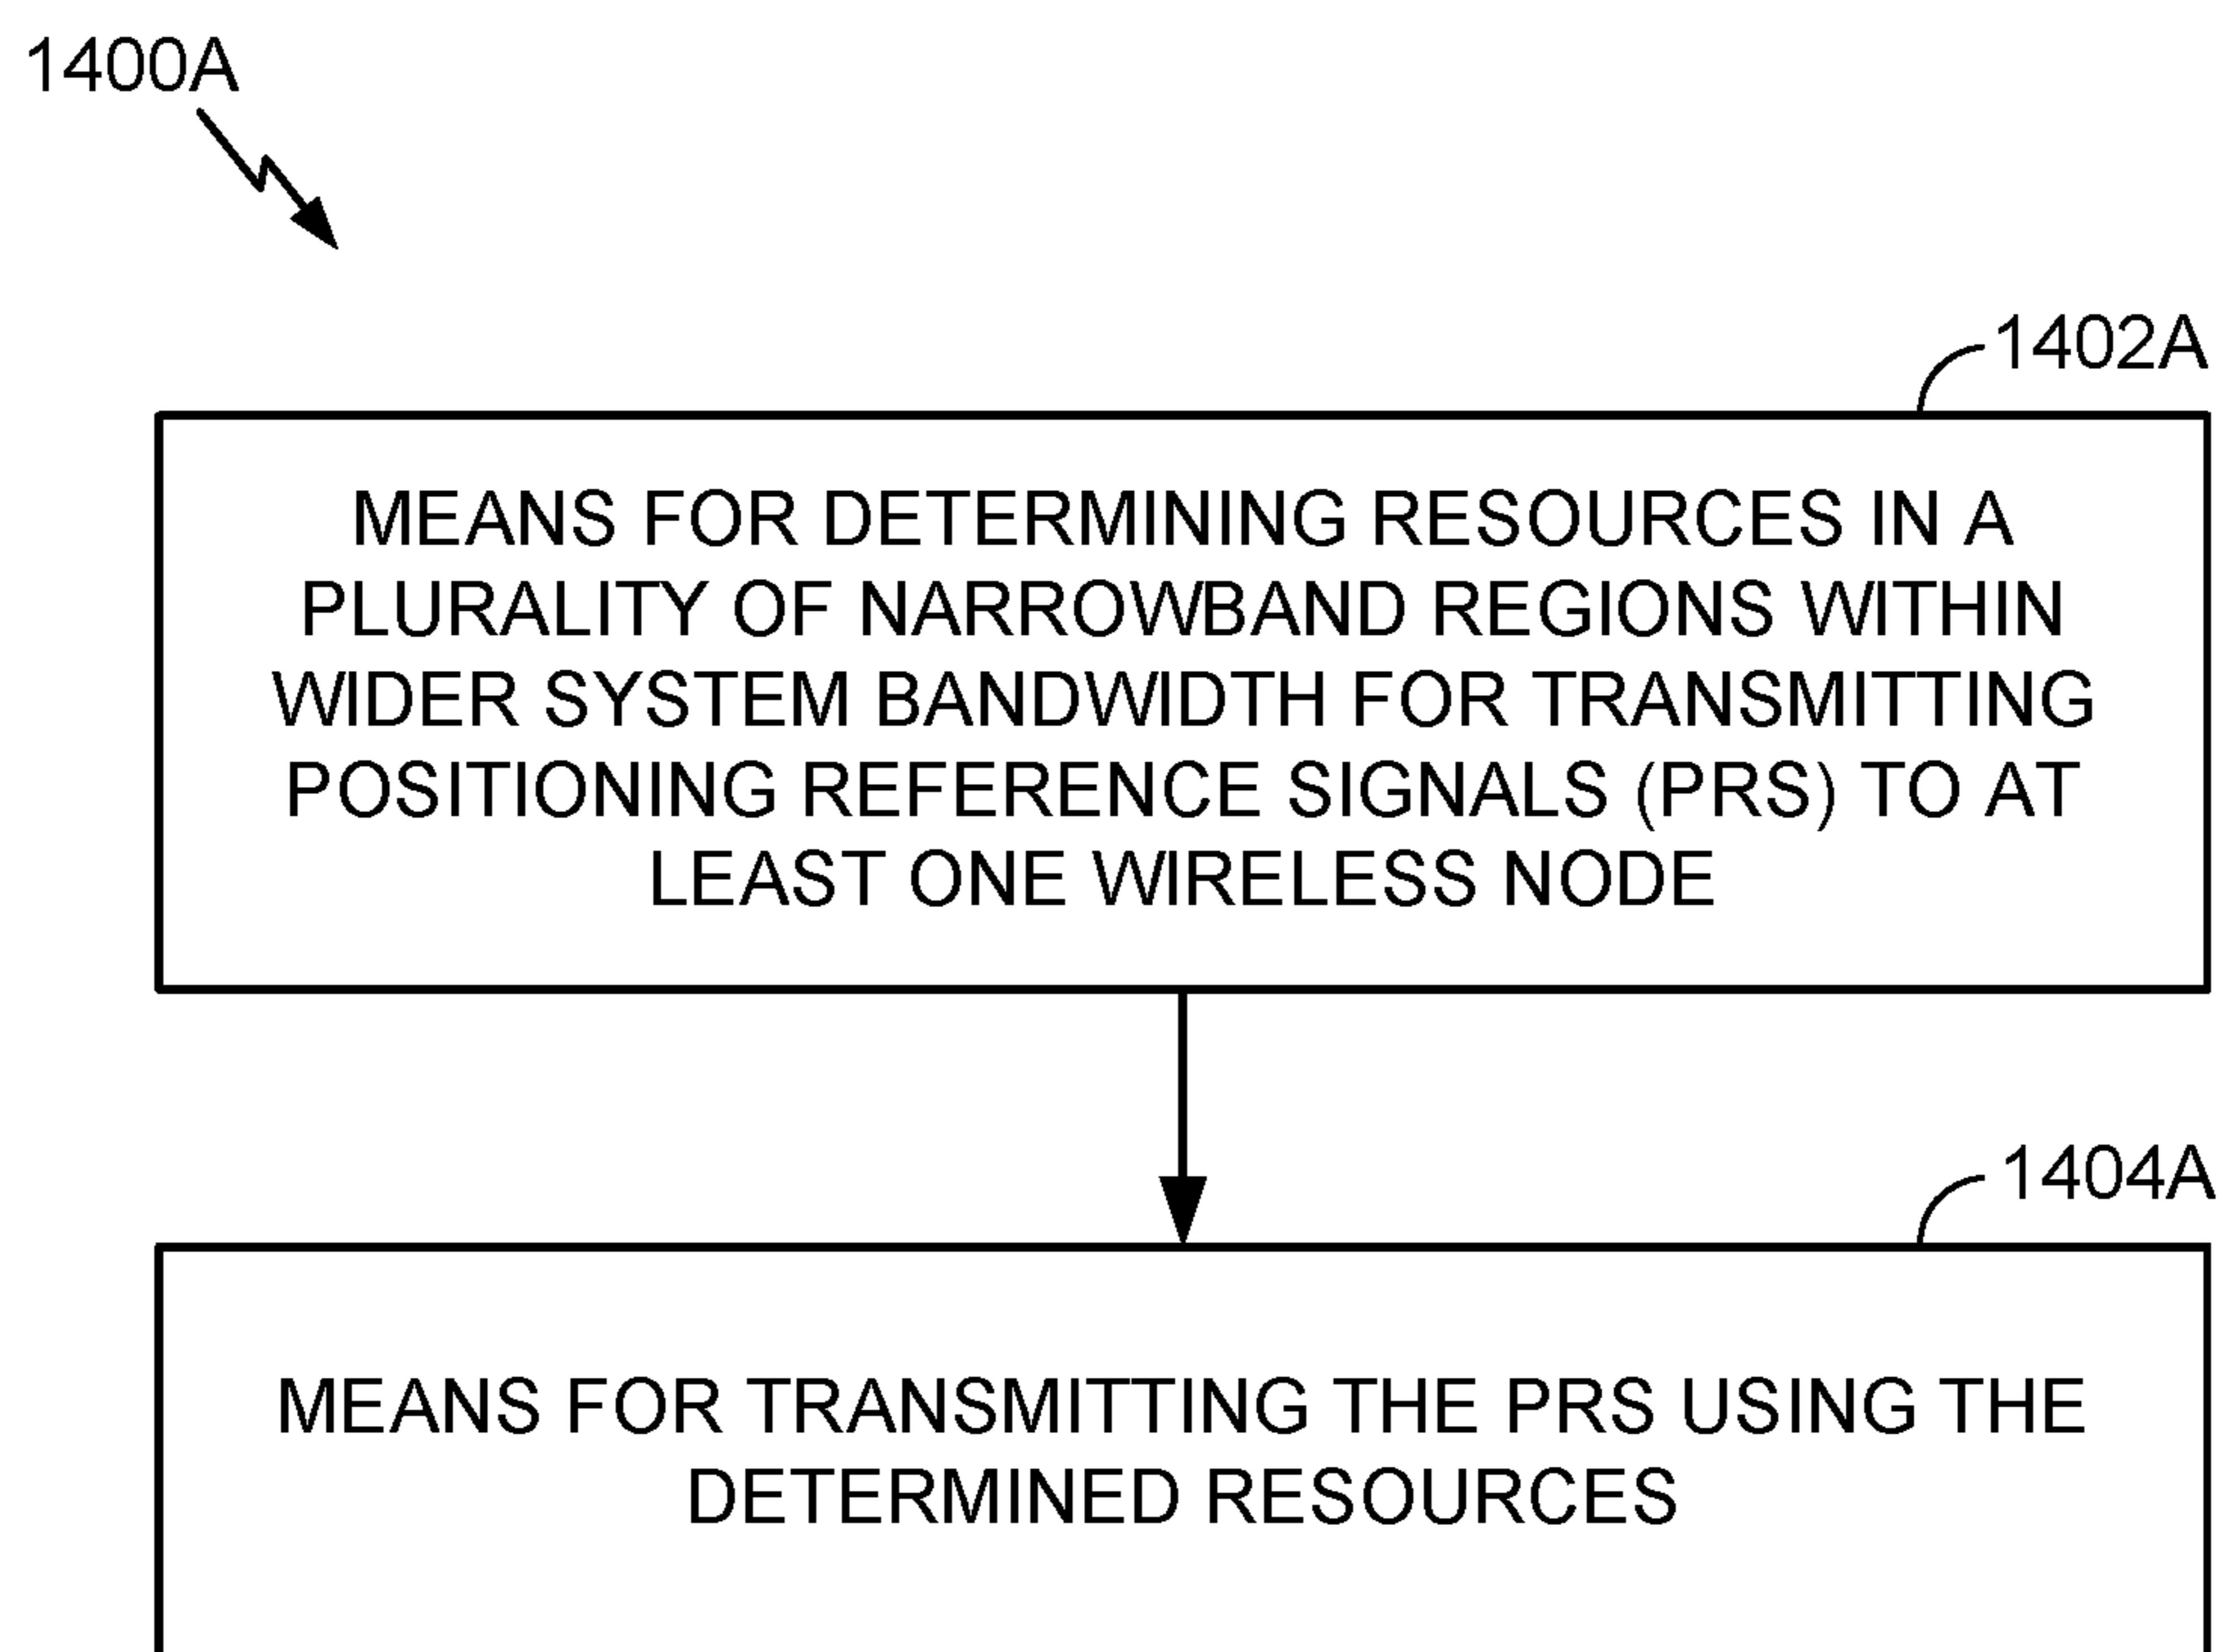 1400A
1402A
MEANS FOR DETERMINING RESOURCES IN A
PLURALITY OF NARROWBAND REGIONS WITHIN
WIDER SYSTEM BANDWIDTH FOR TRANSMITTING
POSITIONING REFERENCE SIGNALS (PRS) TO AT
LEAST ONE WIRELESS NODE
1404A
MEANS FOR TRANSMITTING THE PRS USING THE
DETERMINED RESOURCES